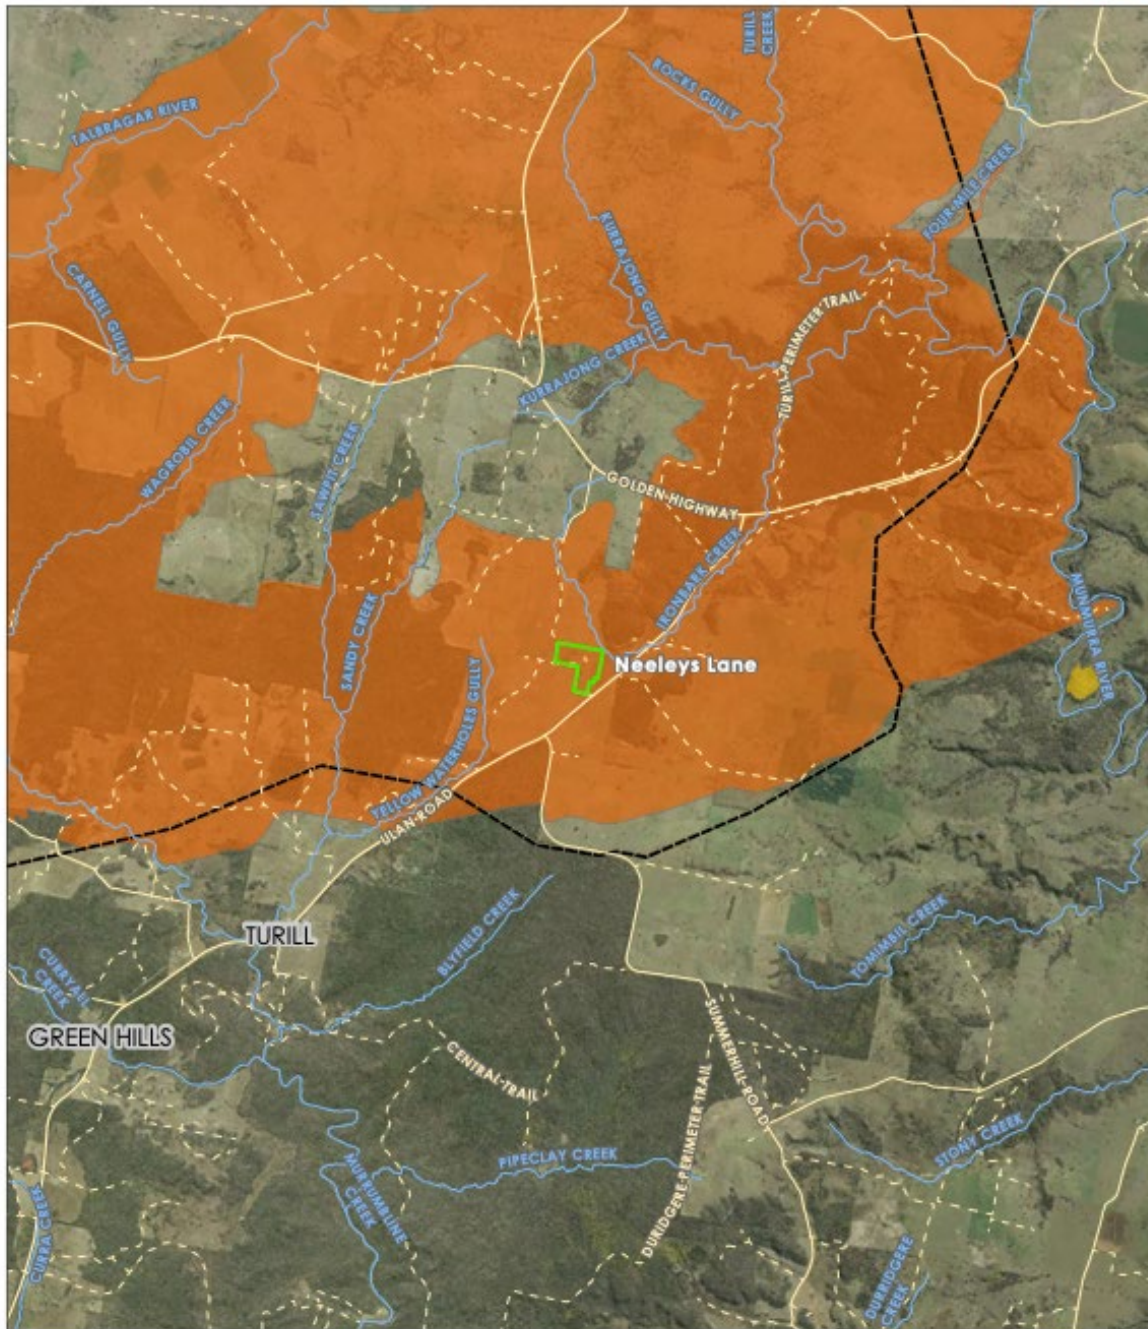 TURILL
CREEK
ROCKS GULLY
TALBRAGAR RIVER
FOUR MILE CREEK
KURRAJONG GULLY
CARNELL GULLY
TURILL PERIMETER TRAIL
KURRAJONG CREEK
WAGROBIL CREEK
SAWPIT CREEK
GOLDEN HIGHWAY
IRONBARK CREEK
SANDY CREEK
MUNMURRA RIVER
Neeleys Lane
YELLOW WATERHOLES GULLY
ULAN ROAD
TURILL
BLYFIELD CREEK
TOMIMBIL CREEK
CURRYALL
CREEK
GREEN HILLS
CENTRAL TRAIL
SUMMERHILL ROAD
DURIDGERE PERIMETER TRAIL
PIPECLAY CREEK
STONY CREEK
MURRUMBLINE
CREEK
CURRA CREEK
DURRIDGERE
CREEK